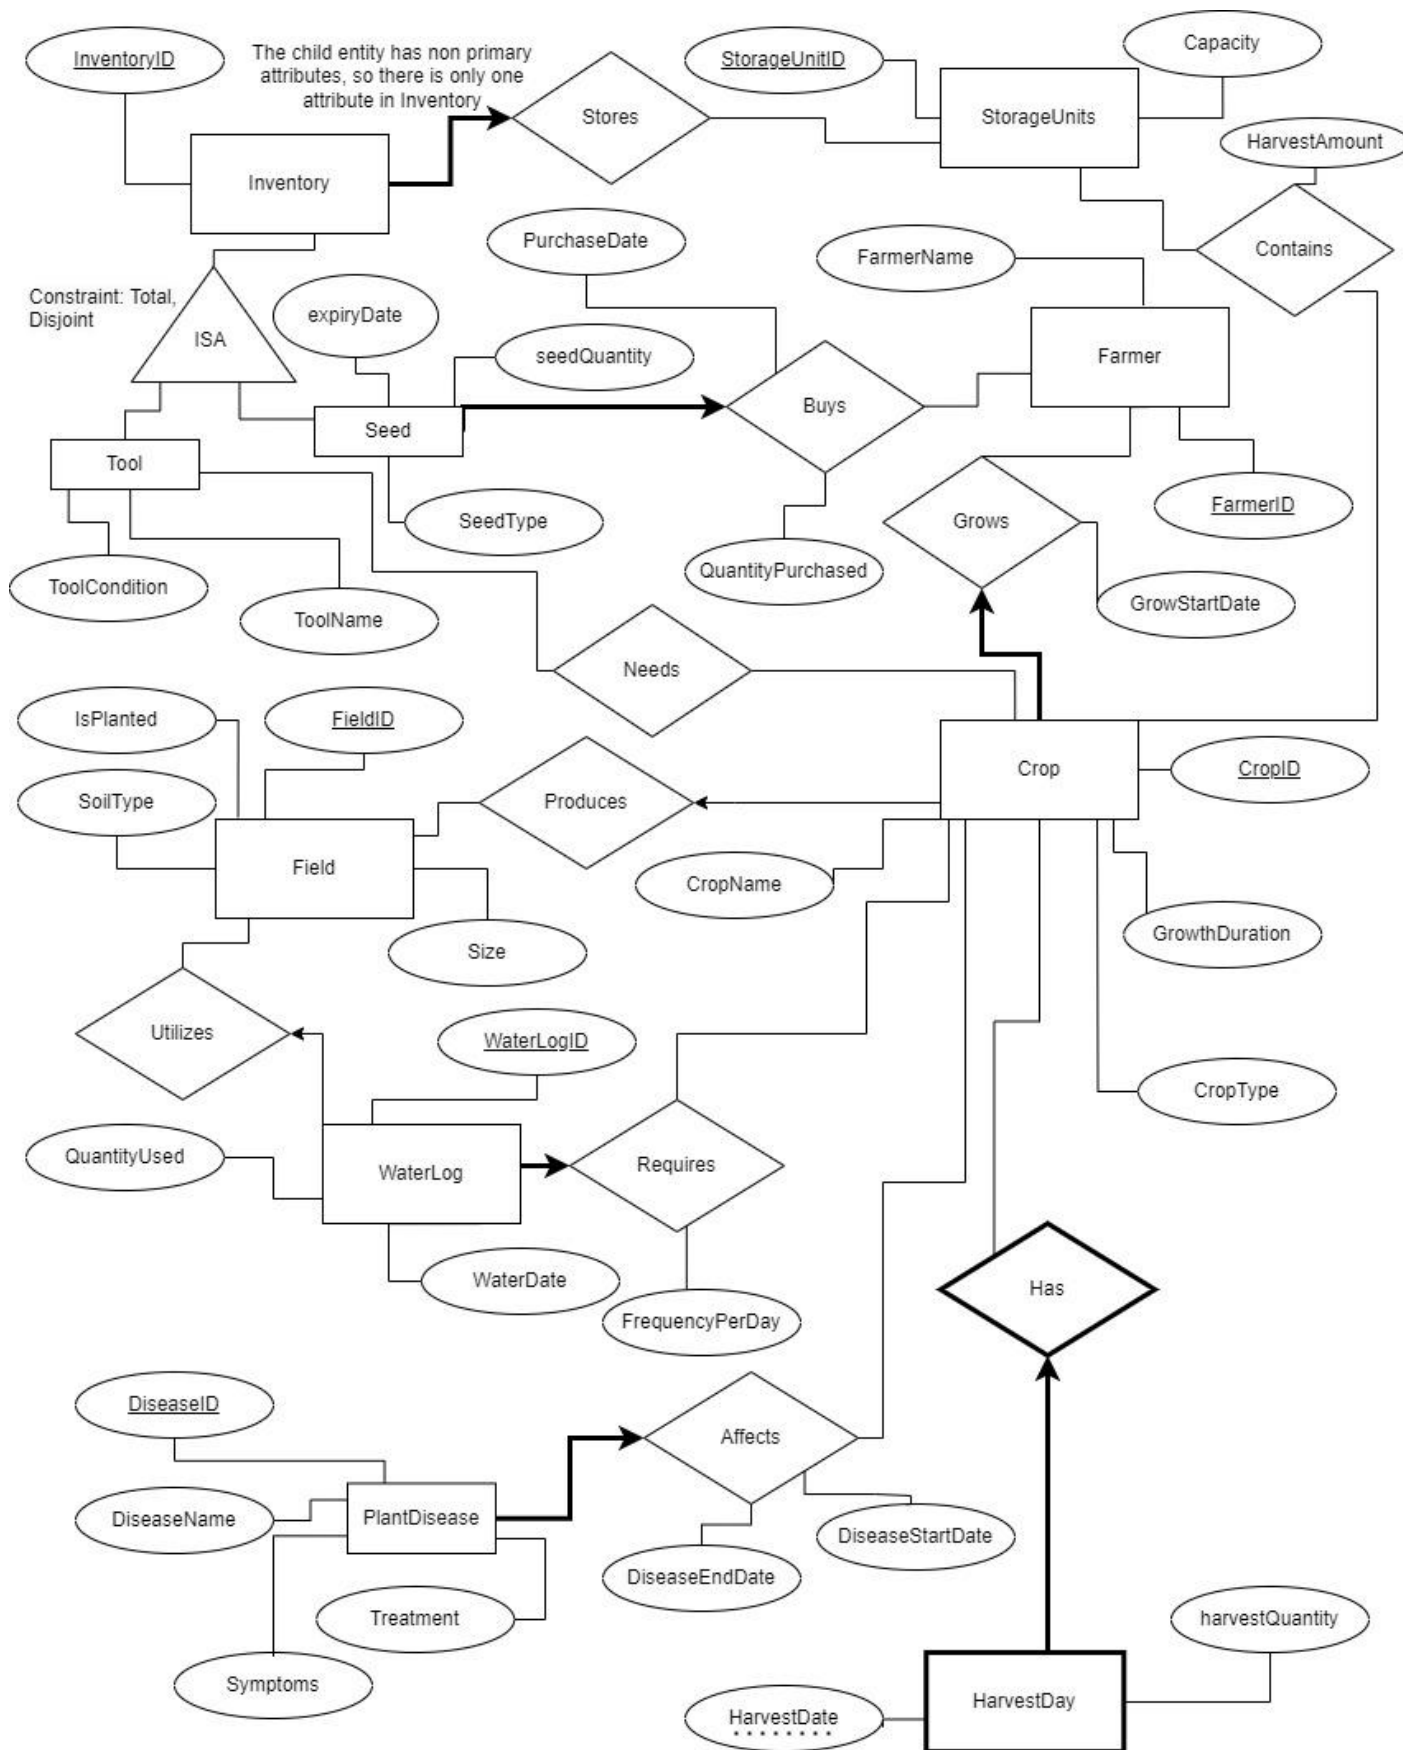 InventoryID
The child entity has non primary
attributes, so there is only one
attribute in Inventory
Stores
StorageUnitID
Capacity
StorageUnits
HarvestAmount
Inventory
PurchaseDate
FarmerName
Contains
Constraint: Total,
Disjoint
expiryDate
ISA
seedQuantity
Farmer
Buys
Seed
Tool
SeedType
Grows
FarmerID
ToolCondition
QuantityPurchased
GrowStartDate
ToolName
Needs
IsPlanted
FieldID
Crop
CropID
SoilType
Produces
Field
CropName
GrowthDuration
Size
Utilizes
WaterLogID
CropType
QuantityUsed
WaterLog
Requires
WaterDate
Has
FrequencyPerDay
DiseaseID
Affects
DiseaseName
PlantDisease
DiseaseStartDate
DiseaseEndDate
Treatment
harvestQuantity
Symptoms
HarvestDay
HarvestDate